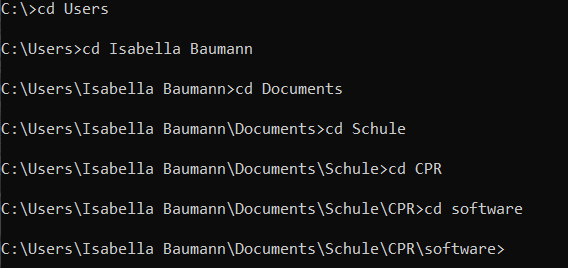 C:\>cd Users
C:\Users>cd Isabella Baumann
C:\Users\Isabella Baumann>cd Documents
C:\Users\Isabella Baumann\Documents>cd Schule
C:\Users\Isabella Baumann\Documents\Schule>cd CPR
C:\Users\Isabella Baumann\Documents\Schule\CPR>cd software
C:\Users\Isabella Baumann\Documents\Schule\CPR\software>